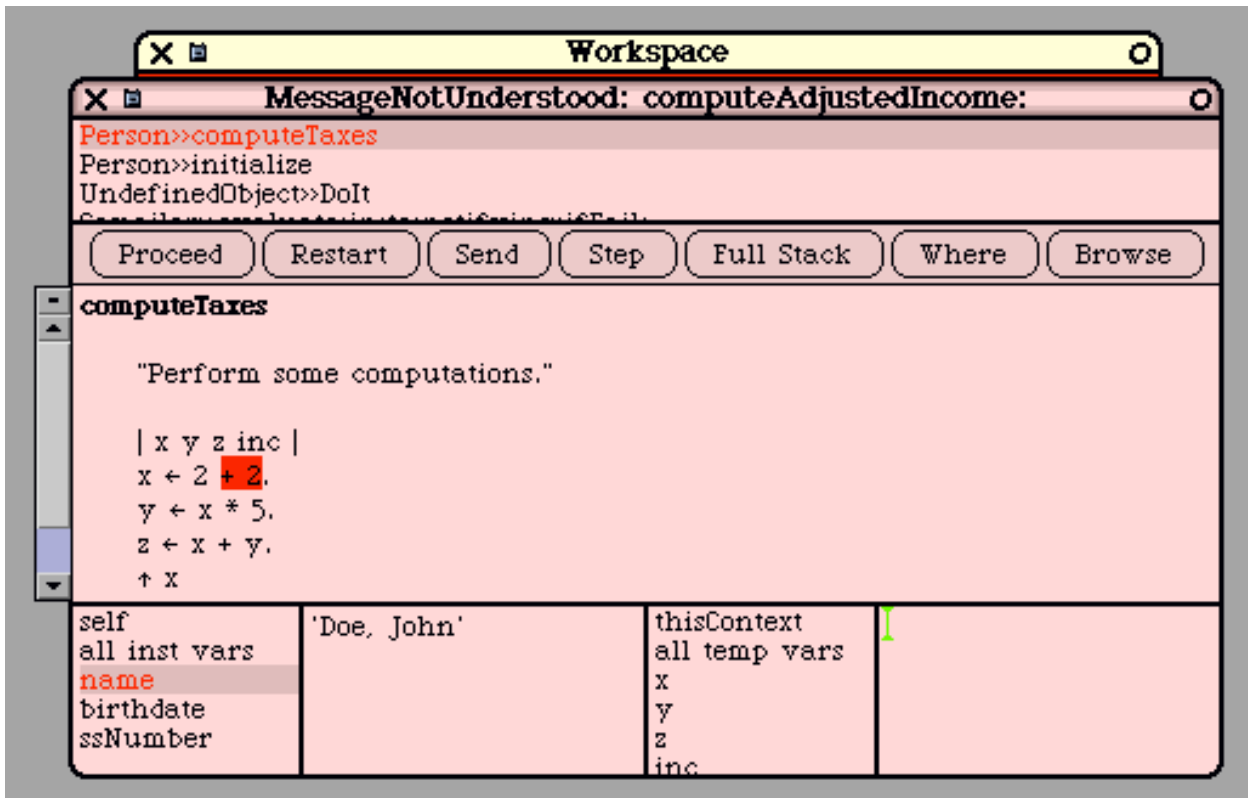 Workspace
MessageNotUnderstood: computeAdjustedIncome:
Person>>computeTaxes
Person>>initialize
UndefinedObject>>DoIt
Proceed Restart Send Step Full Stack Where Browse
computeTaxes
"Perform some computations."
| x y z inc |
x ← 2 + 2.
y ← x * 5.
z ← x + y.
↑ x
self
all inst vars
name
birthdate
ssNumber
'Doe, John'
thisContext
all temp vars
x
y
z
inc